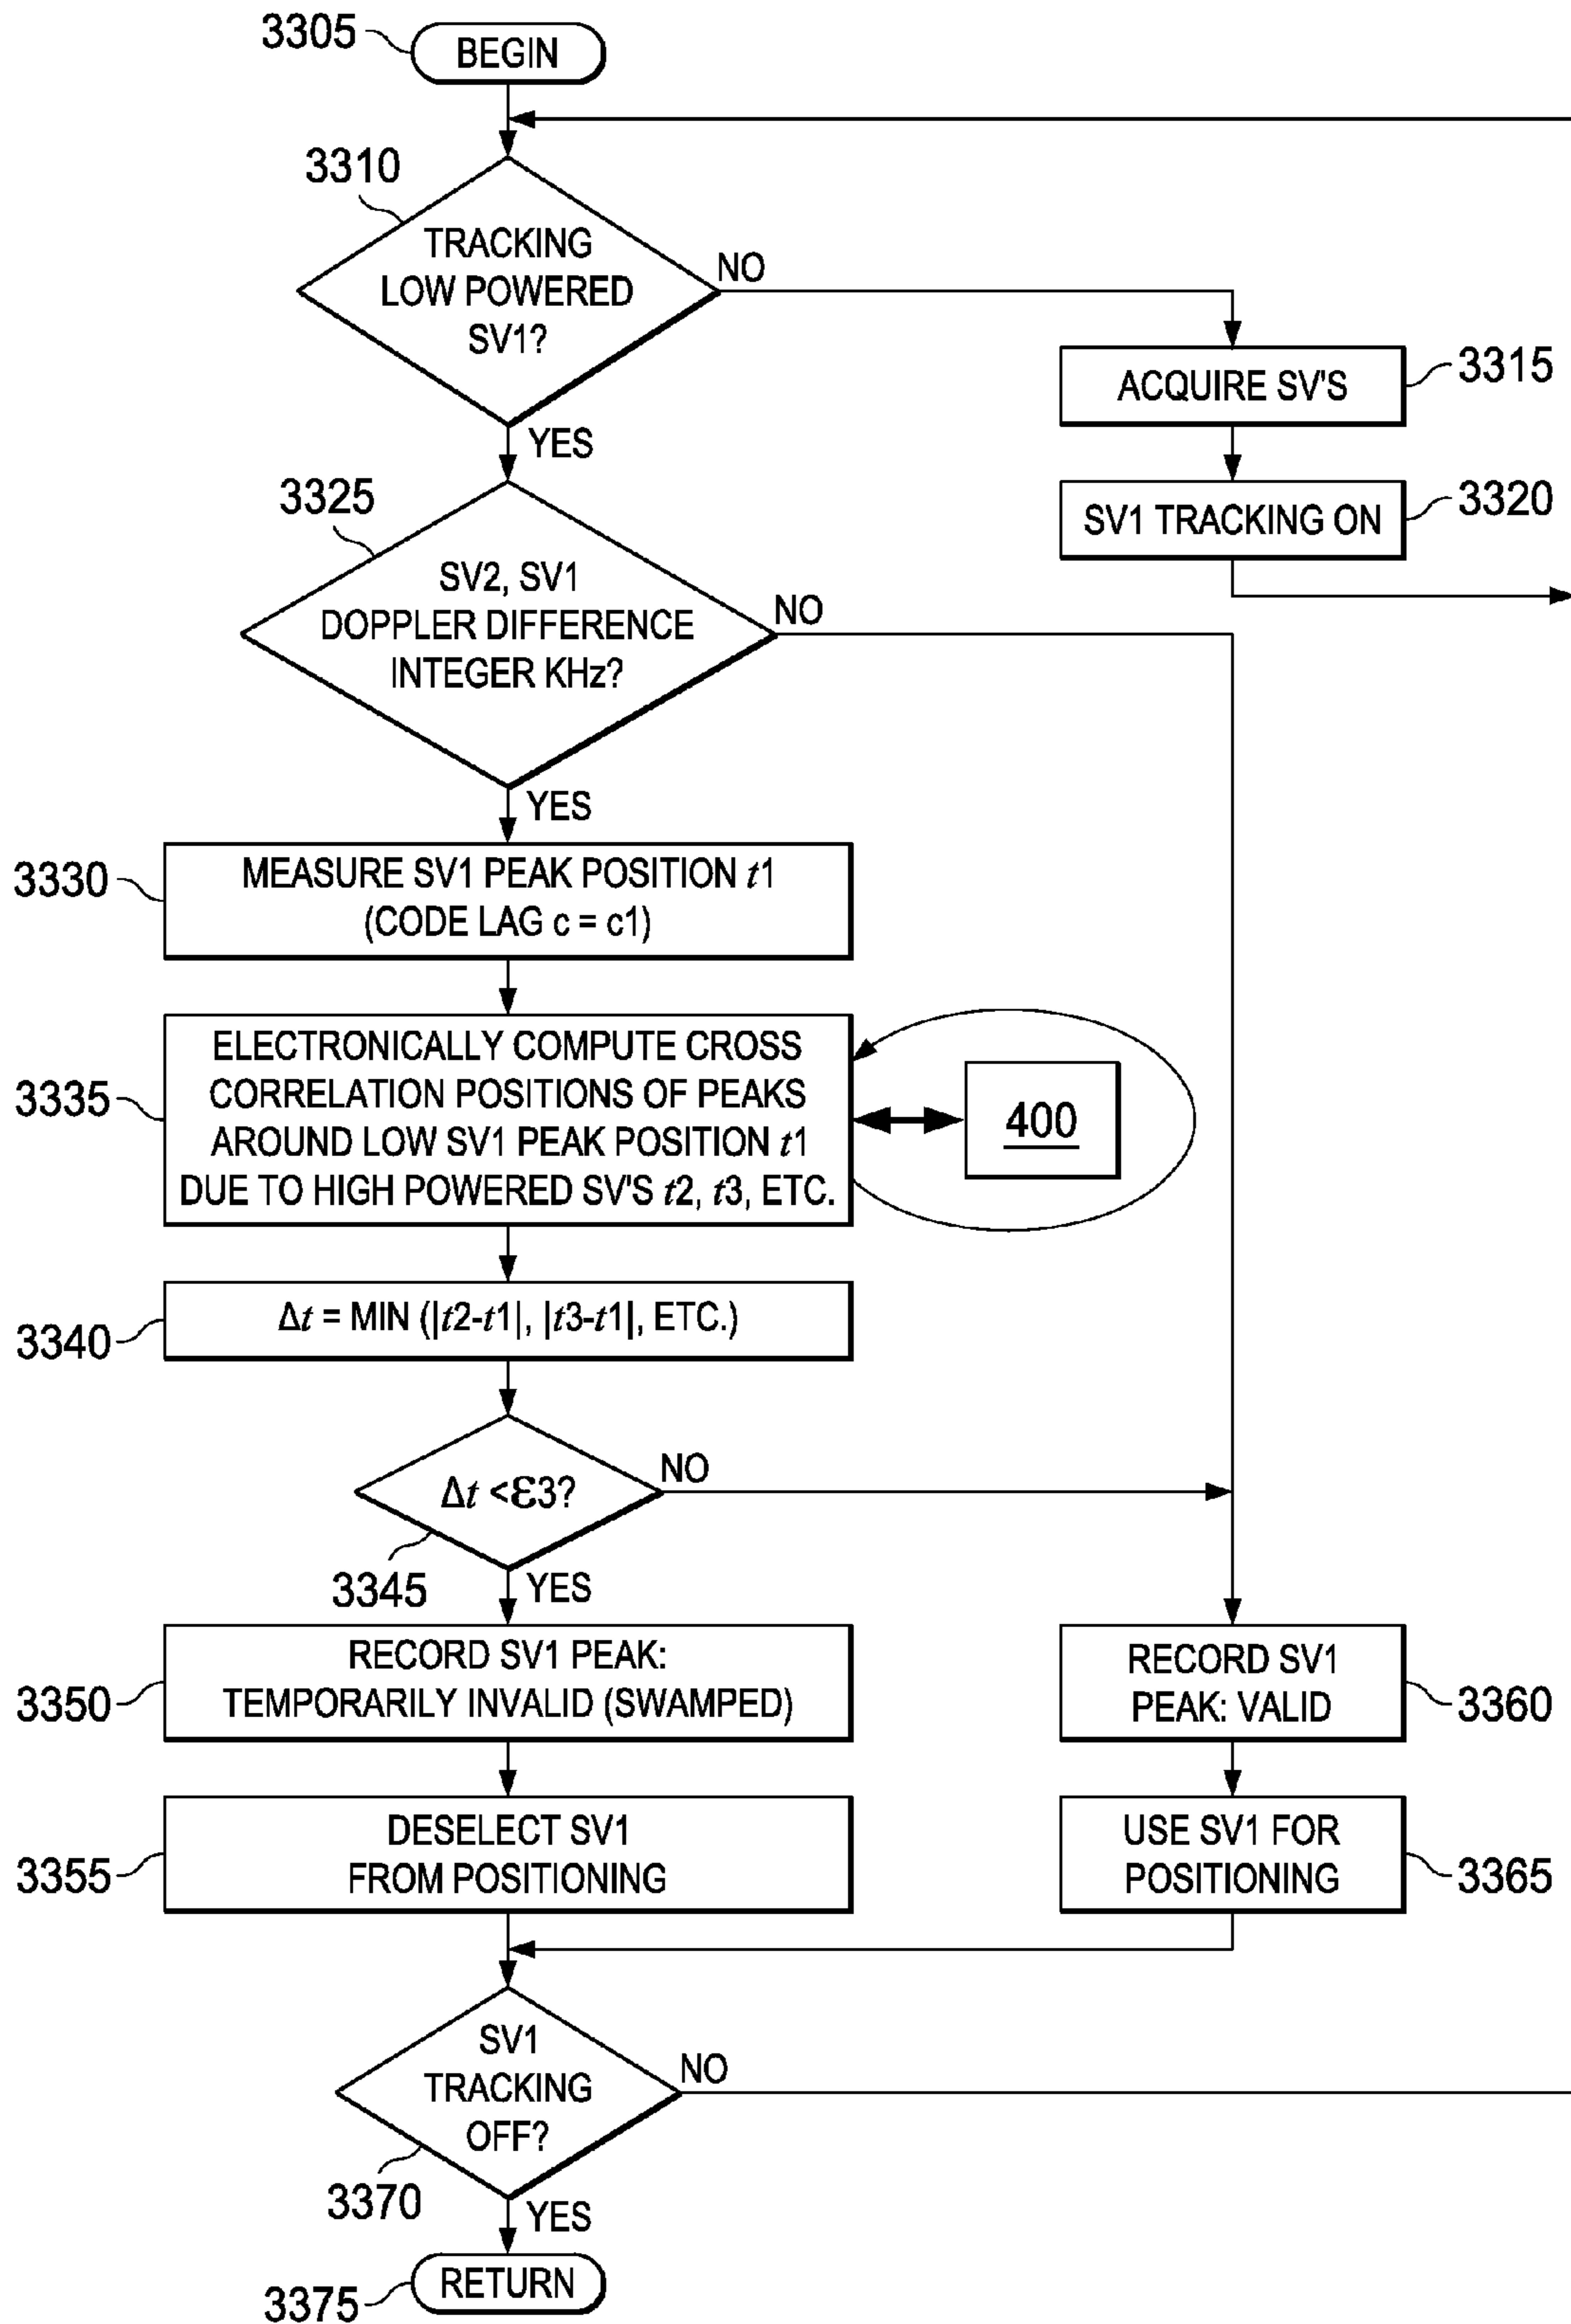 3305
BEGIN
3310
TRACKING
LOW POWERED
SV1?
NO
YES
ACQUIRE SV'S
3315
SV1 TRACKING ON
3320
3325
SV2, SV1
DOPPLER DIFFERENCE
INTEGER KHz?
NO
YES
3330
MEASURE SV1 PEAK POSITION t1
(CODE LAG c = c1)
3335
ELECTRONICALLY COMPUTE CROSS
CORRELATION POSITIONS OF PEAKS
AROUND LOW SV1 PEAK POSITION t1
DUE TO HIGH POWERED SV'S t2, t3, ETC.
400
3340
Δt = MIN (|t2-t1|, |t3-t1|, ETC.)
Δt <ε3?
NO
3345
YES
3350
RECORD SV1 PEAK:
TEMPORARILY INVALID (SWAMPED)
RECORD SV1
PEAK: VALID
3360
3355
DESELECT SV1
FROM POSITIONING
USE SV1 FOR
POSITIONING
3365
SV1
TRACKING
OFF?
NO
3370
YES
3375
RETURN